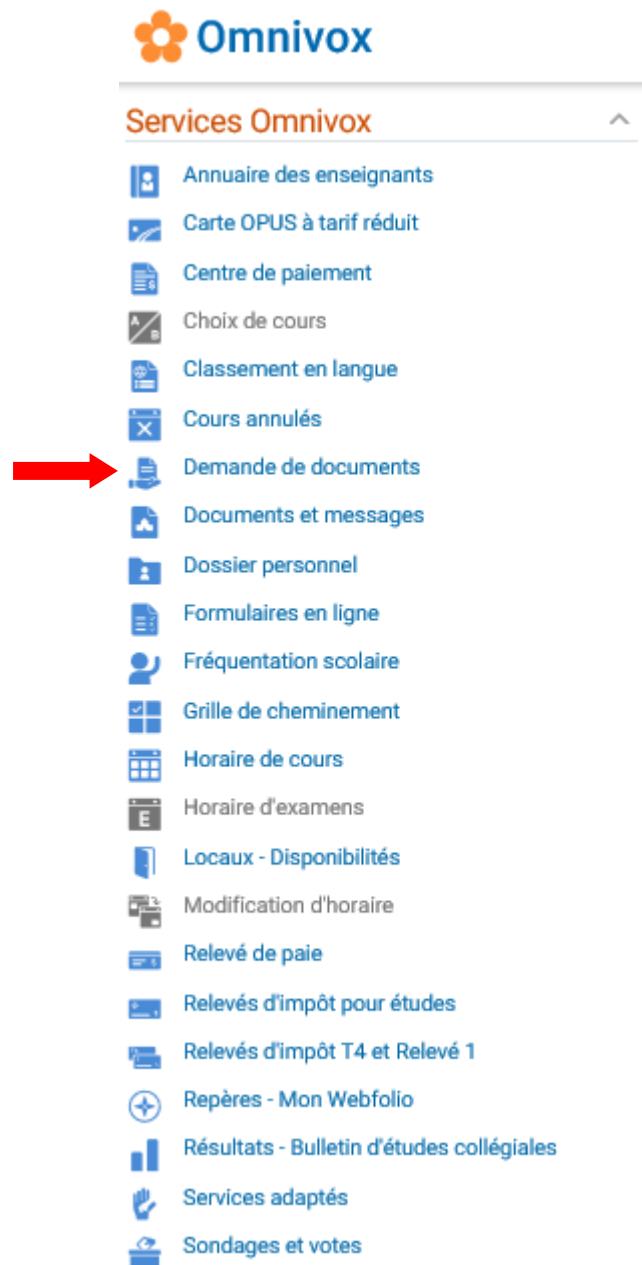 Omnivox
Services Omnivox
Annuaire des enseignants
Carte OPUS à tarif réduit
Centre de paiement
Choix de cours
Classement en langue
Cours annulés
Demande de documents
Documents et messages
Dossier personnel
Formulaires en ligne
Fréquentation scolaire
Grille de cheminement
Horaire de cours
Horaire d'examens
Locaux - Disponibilités
Modification d'horaire
Relevé de paie
Relevés d'impôt pour études
Relevés d'impôt T4 et Relevé 1
Repères - Mon Webfolio
Résultats - Bulletin d'études collégiales
Services adaptés
Sondages et votes